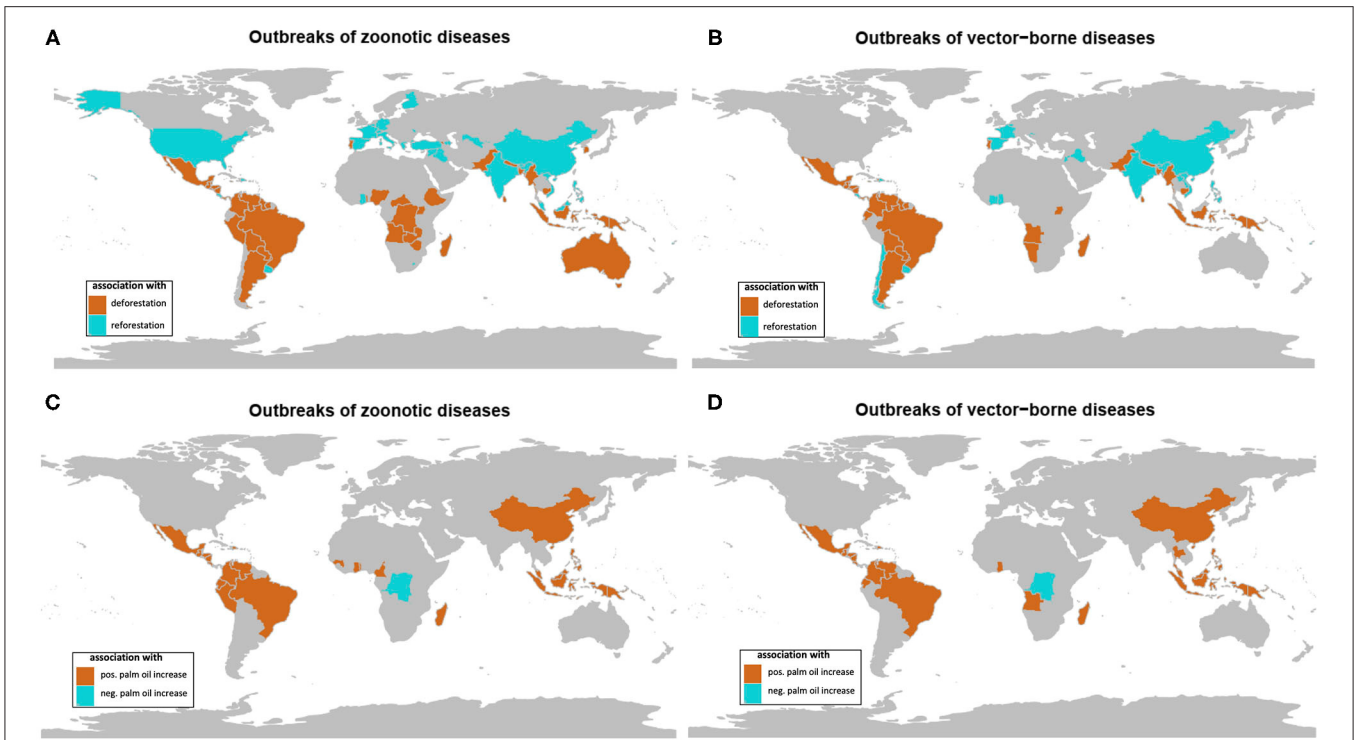 A
Outbreaks of zoonotic diseases
association with
deforestation
reforestation
B
Outbreaks of vector−borne diseases
association with
deforestation
reforestation
C
Outbreaks of zoonotic diseases
association with
pos. palm oil increase
neg. palm oil increase
D
Outbreaks of vector−borne diseases
association with
pos. palm oil increase
neg. palm oil increase